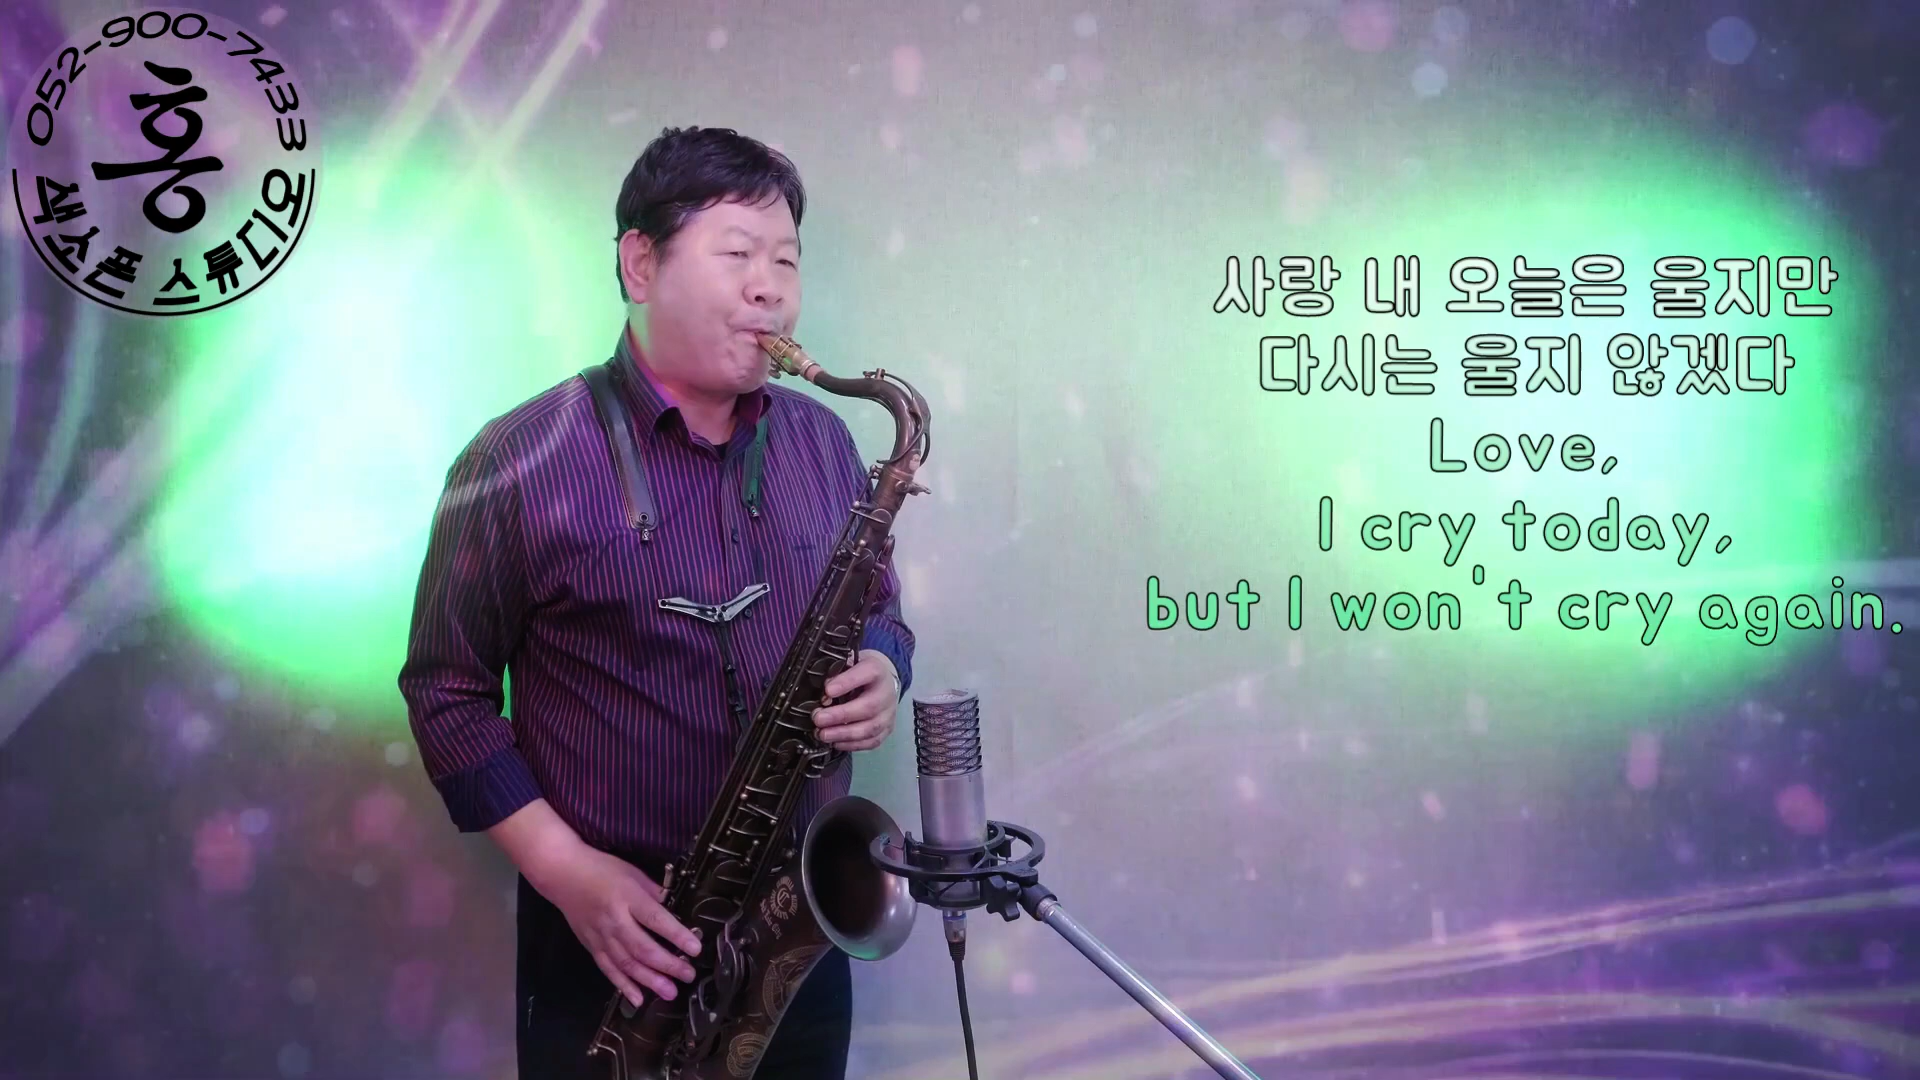 052-900-7433
홍
색소폰 스튜디오
사랑 내 오늘은 울지만
다시는 울지 않겠다
Love,
I cry today,
but I won't cry again.